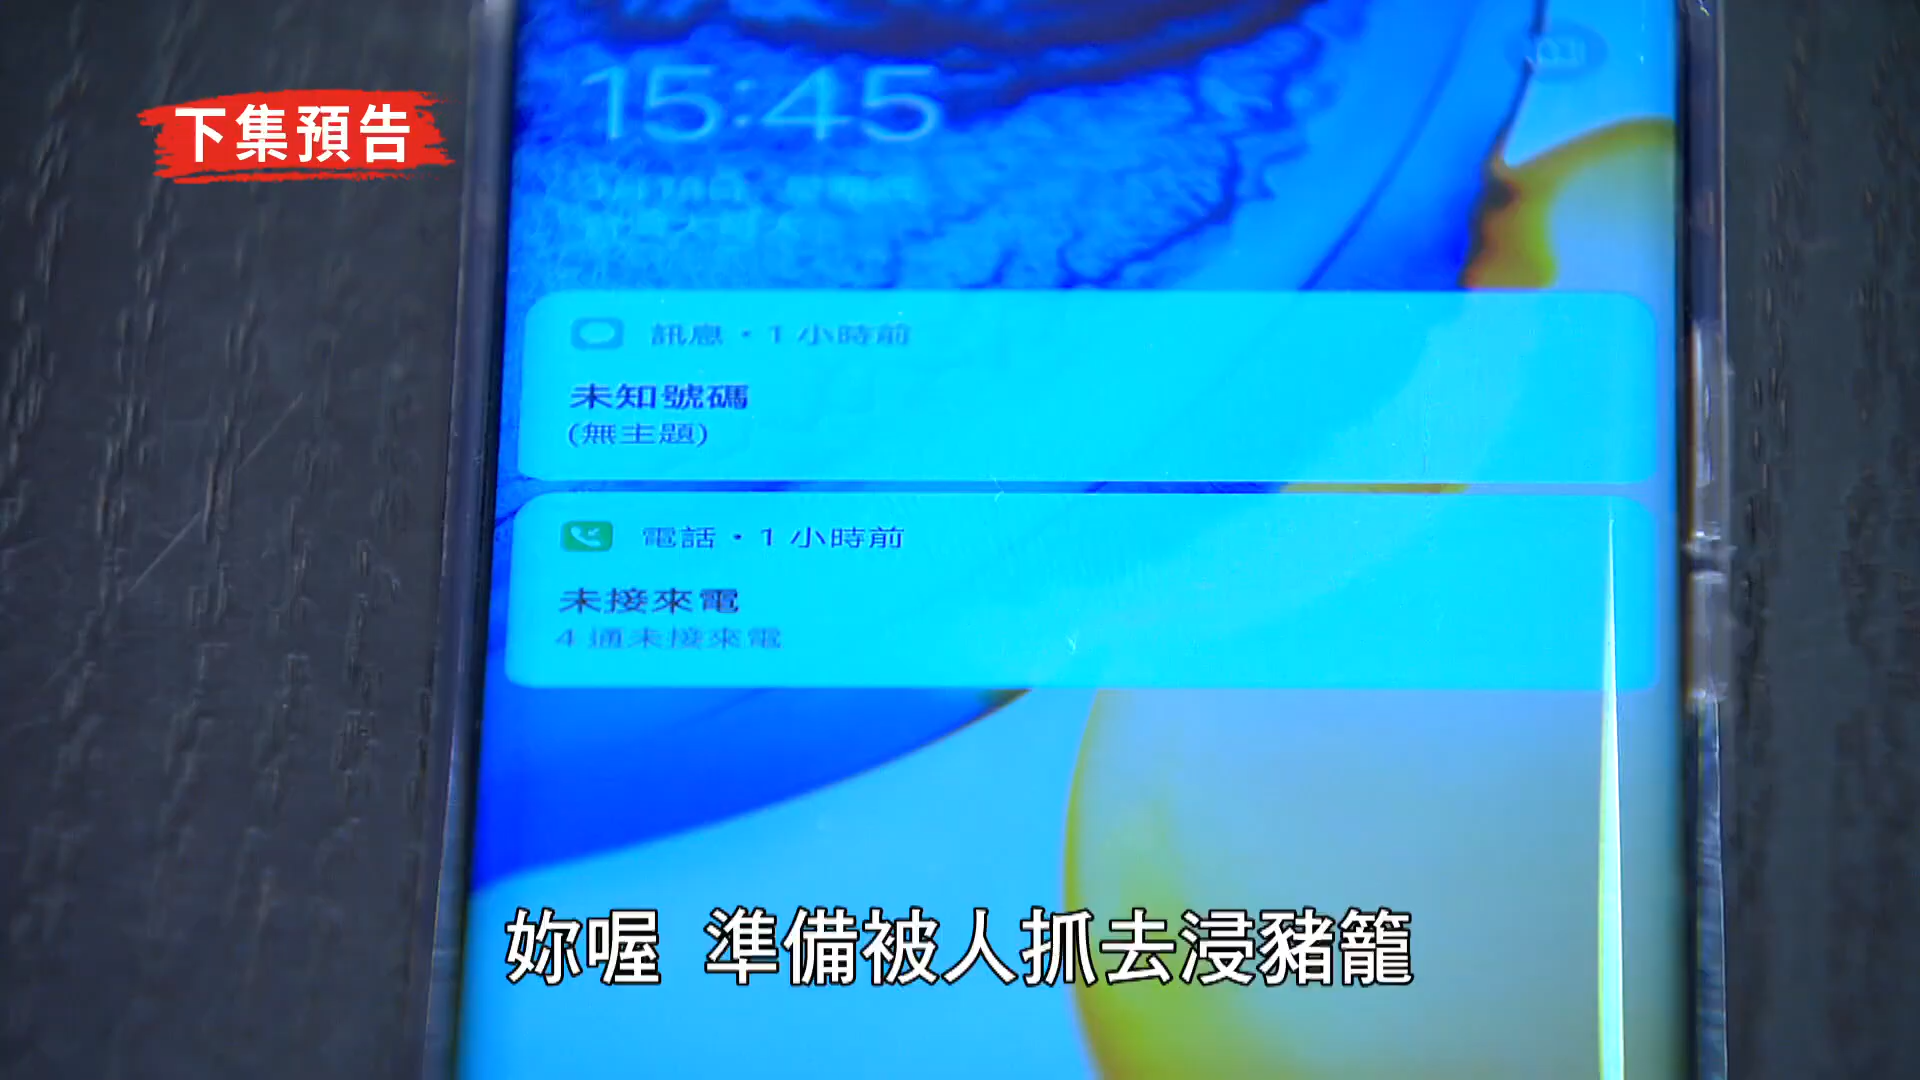 下集預告
15:45
訊息・1 小時前
未知號碼
(無主題)
電話・1 小時前
未接來電
4 通未接來電
妳喔 準備被人抓去浸豬籠